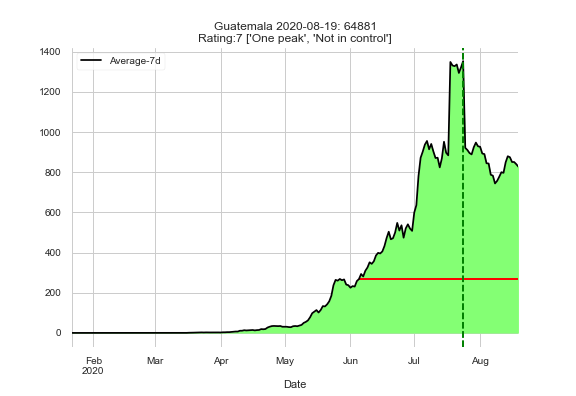 Guatemala 2020-08-19: 64881
Rating:7 ['One peak', 'Not in control']
Average-7d
1400
1200
1000
800
600
400
200
0
Feb Mar Apr May Jun Jul Aug
2020
Date